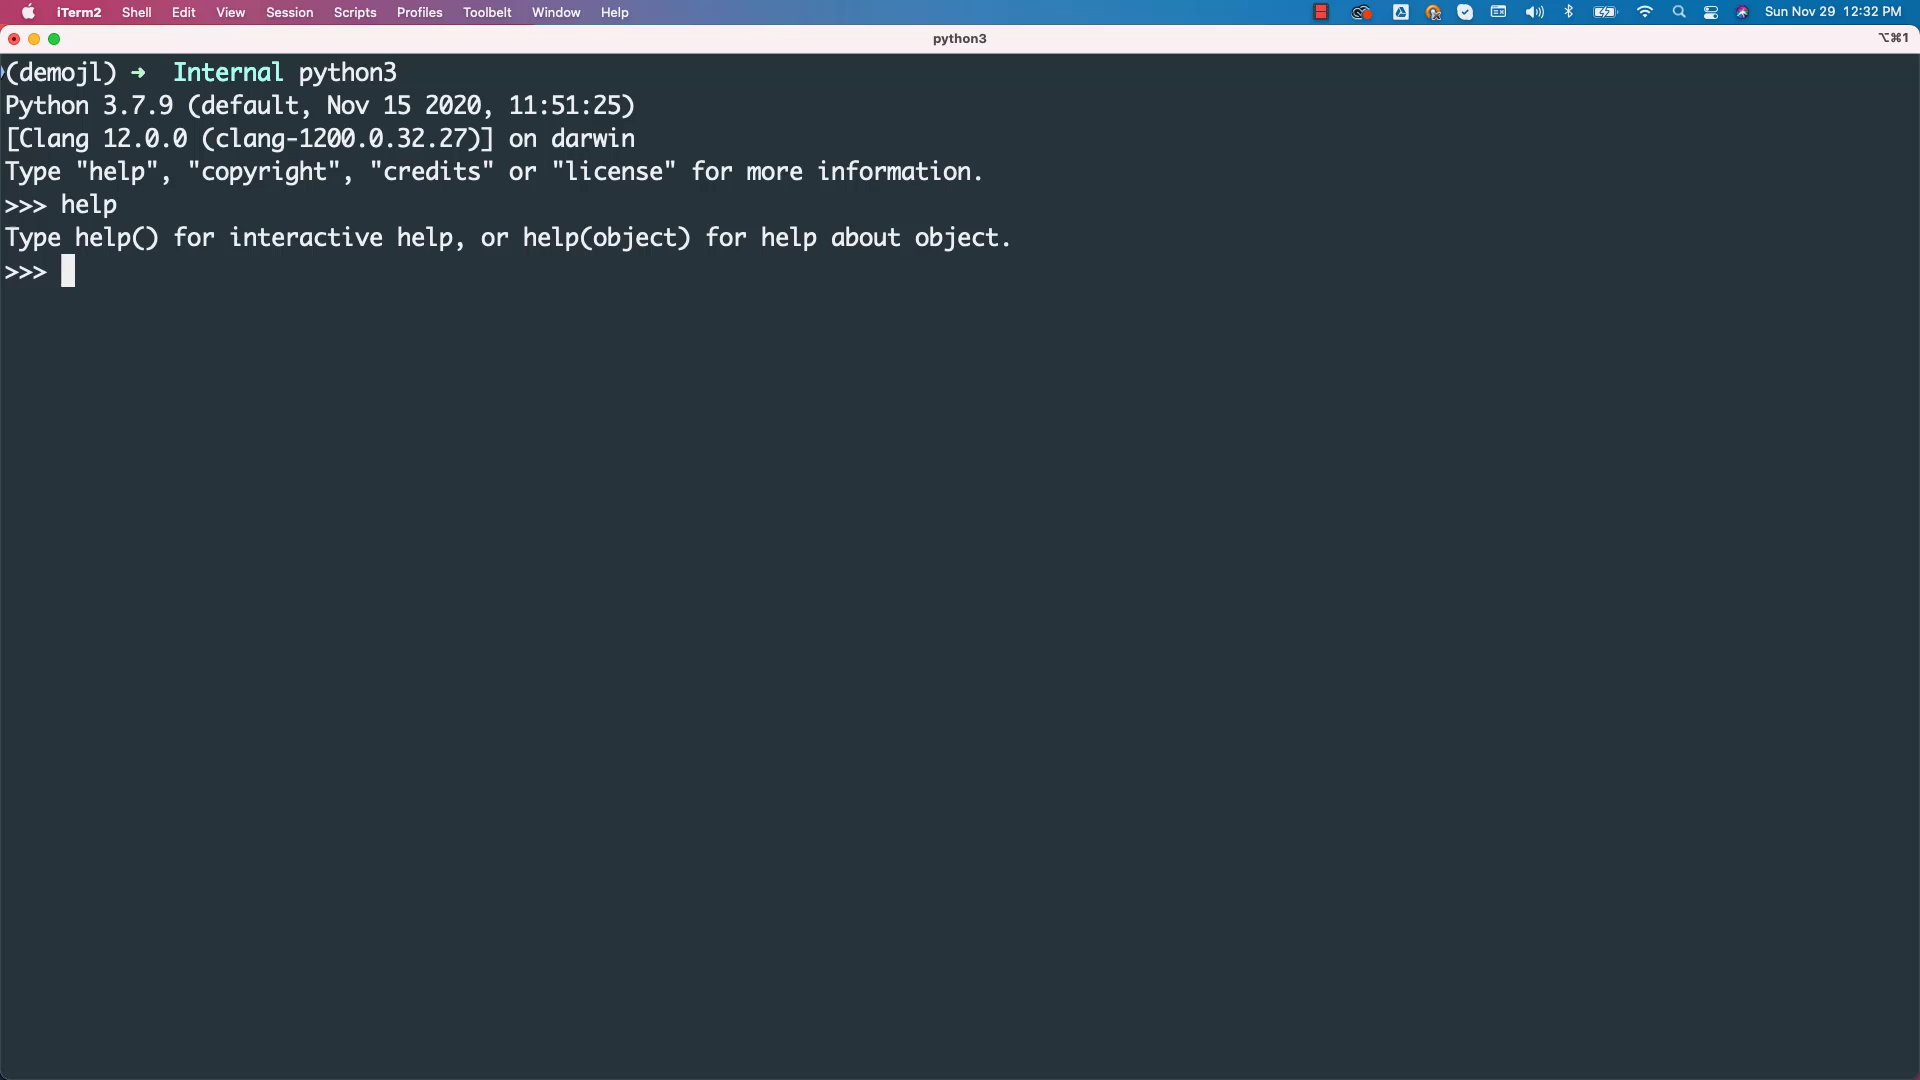 iTerm2 Shell Edit View Session Scripts Profiles Toolbelt Window Help Sun Nov 29 12:32 PM
python3 ⌥⌘1
(demojl) ➜ Internal python3
Python 3.7.9 (default, Nov 15 2020, 11:51:25)
[Clang 12.0.0 (clang-1200.0.32.27)] on darwin
Type "help", "copyright", "credits" or "license" for more information.
>>> help
Type help() for interactive help, or help(object) for help about object.
>>>